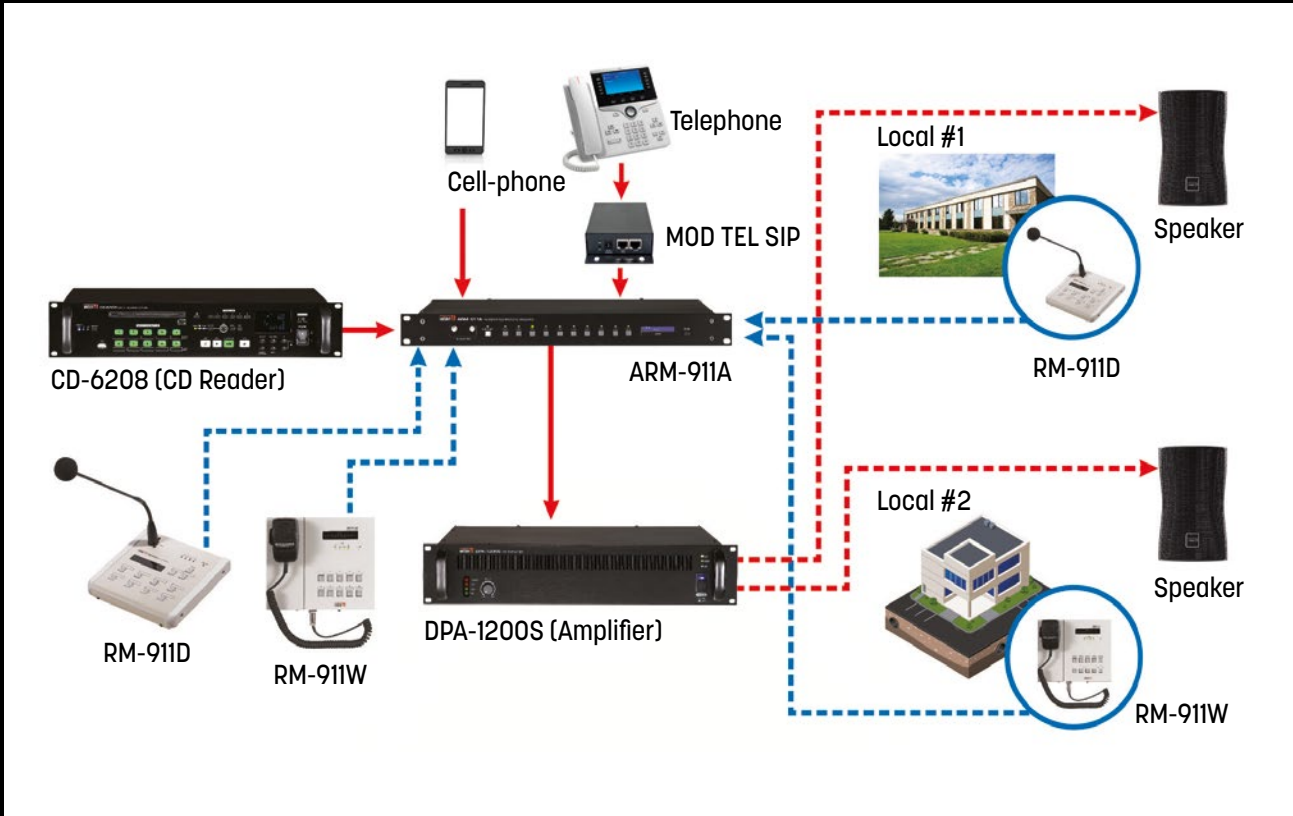 Telephone
Local #1
Cell-phone
MOD TEL SIP
Speaker
CD-6208 (CD Reader)
ARM-911A
RM-911D
Local #2
Speaker
DPA-1200S (Amplifier)
RM-911D
RM-911W
RM-911W